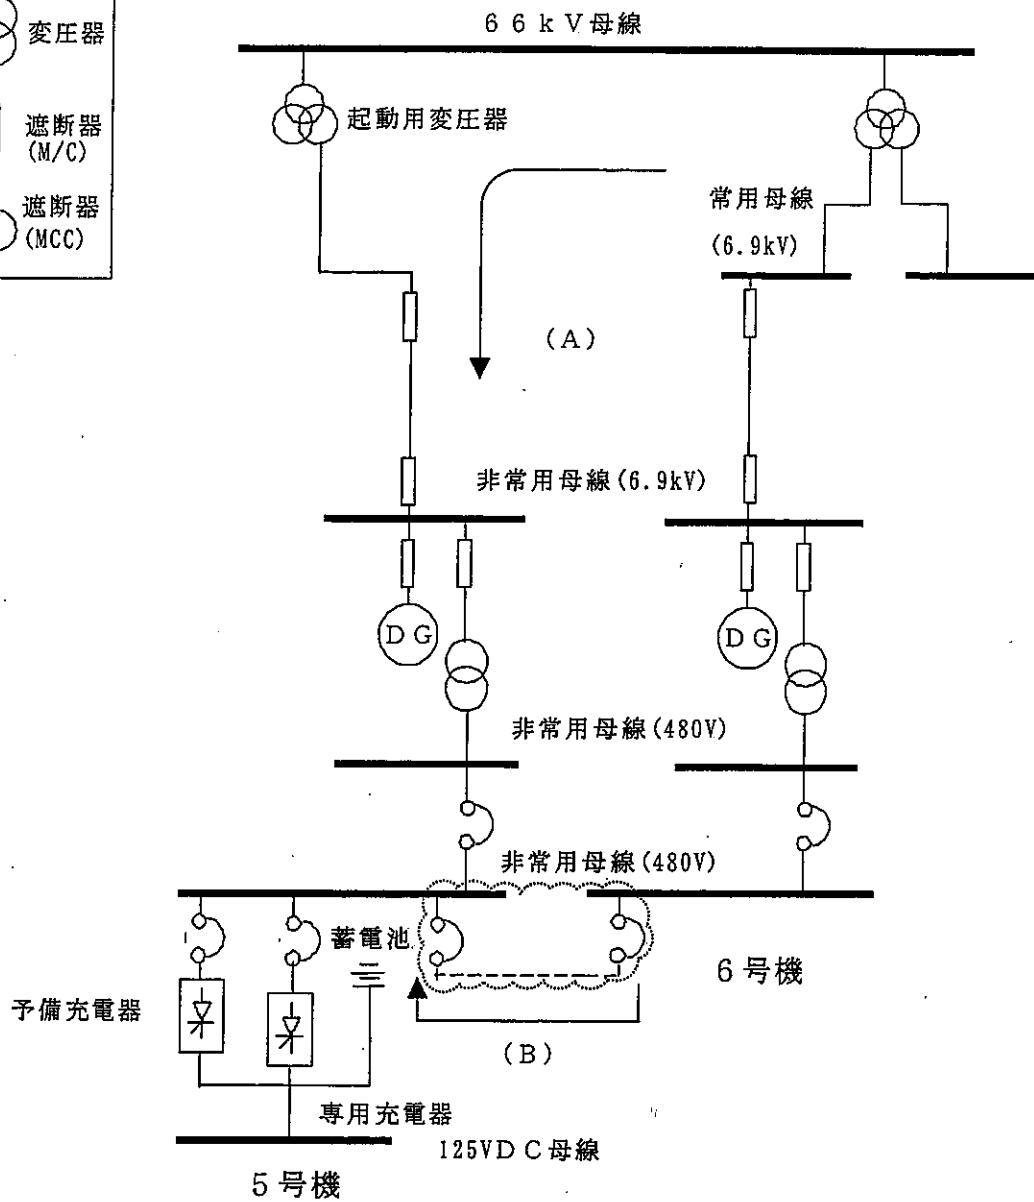 66kV母線
変圧器
起動用変圧器
遮断器
(M/C)
遮断器
(MCC)
常用母線
(6.9kV)
(A)
非常用母線(6.9kV)
DG
DG
非常用母線(480V)
非常用母線(480V)
蓄電池
6号機
予備充電器
(B)
専用充電器
125VDC母線
5号機